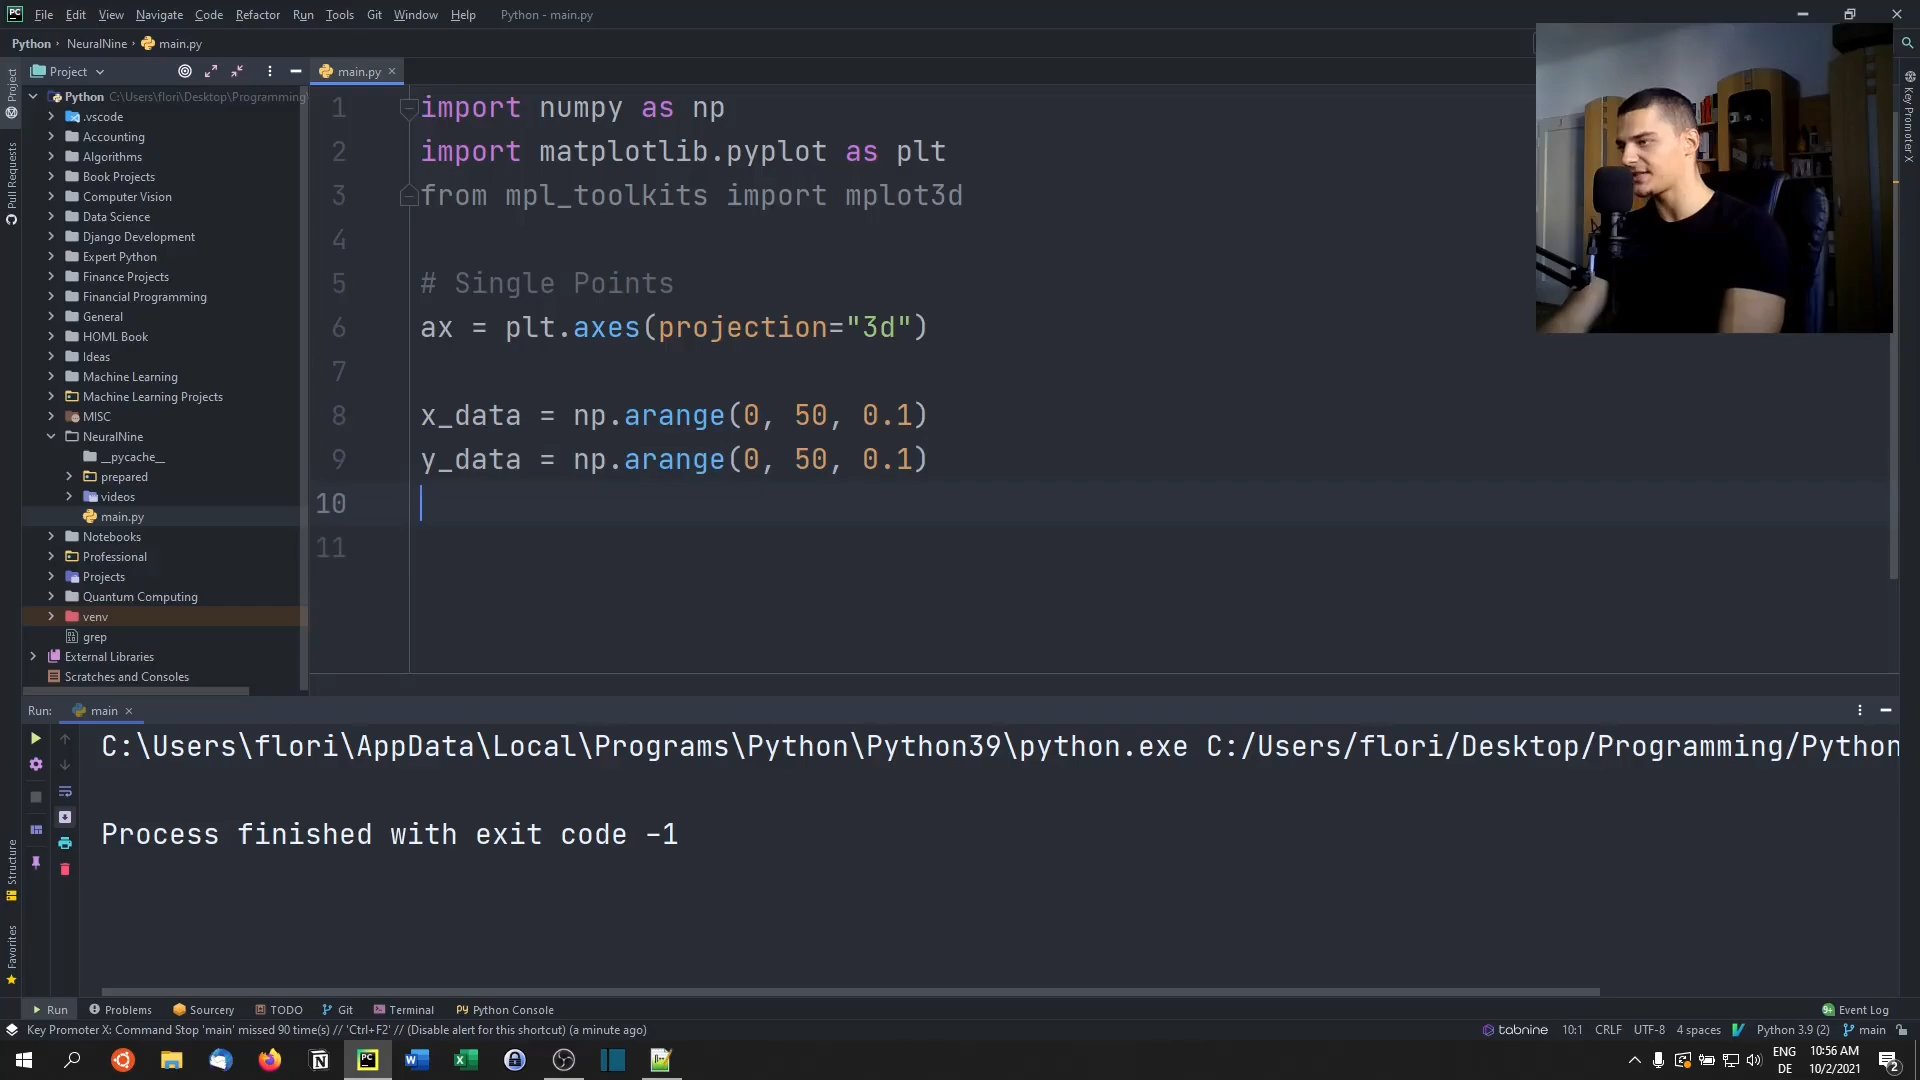 PC File Edit View Navigate Code Refactor Run Tools Git Window Help Python - main.py
Python NeuralNine main.py
Project
main.py
Project
Pull Requests
Structure
Favorites
Key Promoter X
Python C:\Users\flori\Desktop\Programming\
.vscode
Accounting
Algorithms
Book Projects
Computer Vision
Data Science
Django Development
Expert Python
Finance Projects
Financial Programming
General
HOML Book
Ideas
Machine Learning
Machine Learning Projects
MISC
NeuralNine
__pycache__
prepared
videos
main.py
Notebooks
Professional
Projects
Quantum Computing
venv
grep
External Libraries
Scratches and Consoles
1 import numpy as np
2 import matplotlib.pyplot as plt
3 from mpl_toolkits import mplot3d
4
5 # Single Points
6 ax = plt.axes(projection="3d")
7
8 x_data = np.arange(0, 50, 0.1)
9 y_data = np.arange(0, 50, 0.1)
10
11
Run: main
C:\Users\flori\AppData\Local\Programs\Python\Python39\python.exe C:/Users/flori/Desktop/Programming/Python
Process finished with exit code -1
Run Problems Sourcery TODO Git Terminal Python Console Event Log
Key Promoter X: Command Stop 'main' missed 90 time(s) // 'Ctrl+F2' // (Disable alert for this shortcut) (a minute ago) tabnine 10:1 CRLF UTF-8 4 spaces Python 3.9 (2) main
ENG 10:56 AM
DE 10/2/2021 2